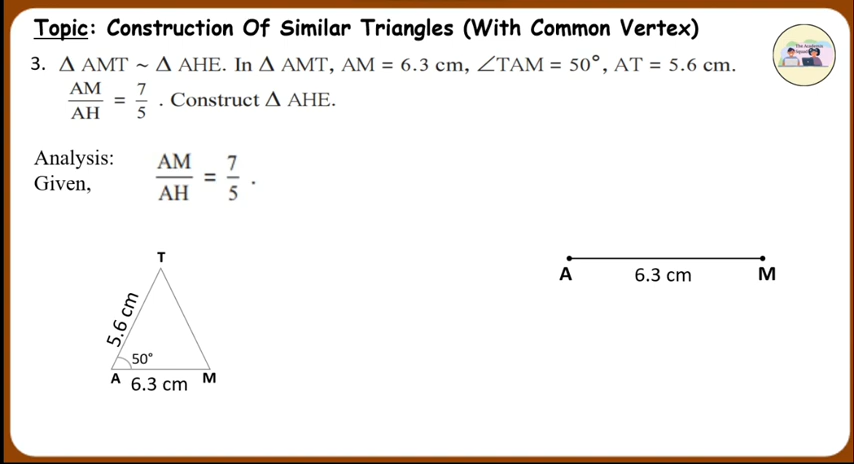 Topic: Construction Of Similar Triangles (With Common Vertex)
3. Δ AMT ~ Δ AHE. In Δ AMT, AM = 6.3 cm, ∠TAM = 50°, AT = 5.6 cm.
AM/AH = 7/5 . Construct Δ AHE.
Analysis:
Given, AM/AH = 7/5 .
T
5.6 cm
50°
A 6.3 cm M
A 6.3 cm M